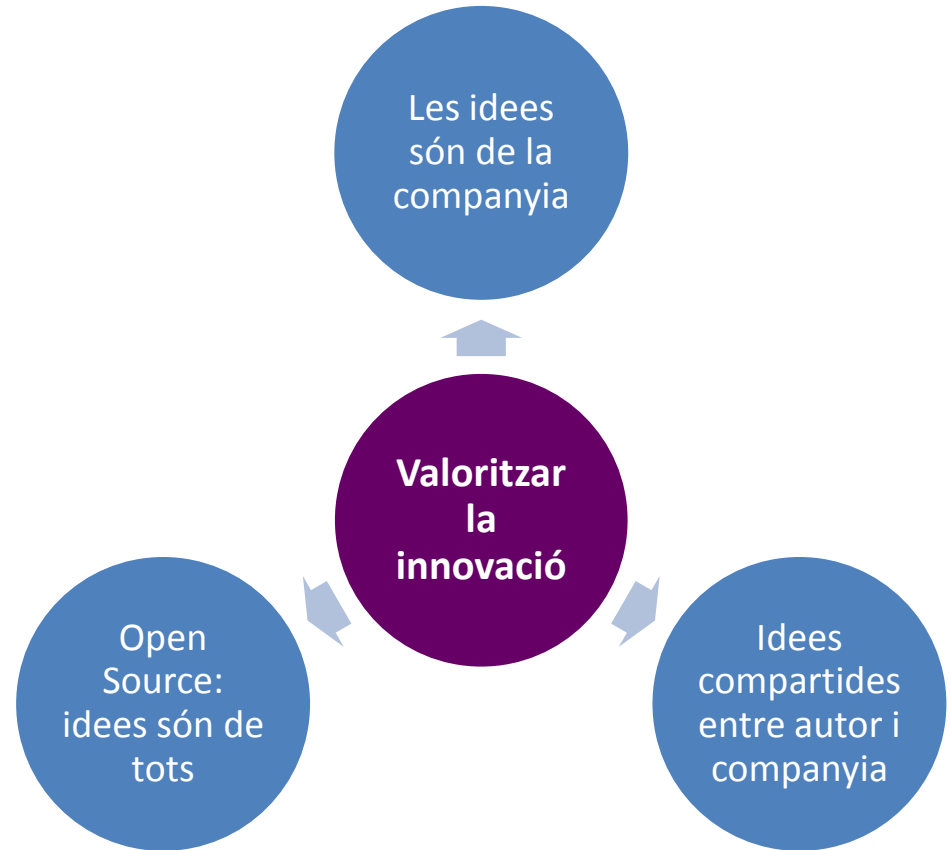 Les idees
són de la
companyia
Valoritzar
la
innovació
Open
Source:
idees són de
tots
Idees
compartides
entre autor i
companyia